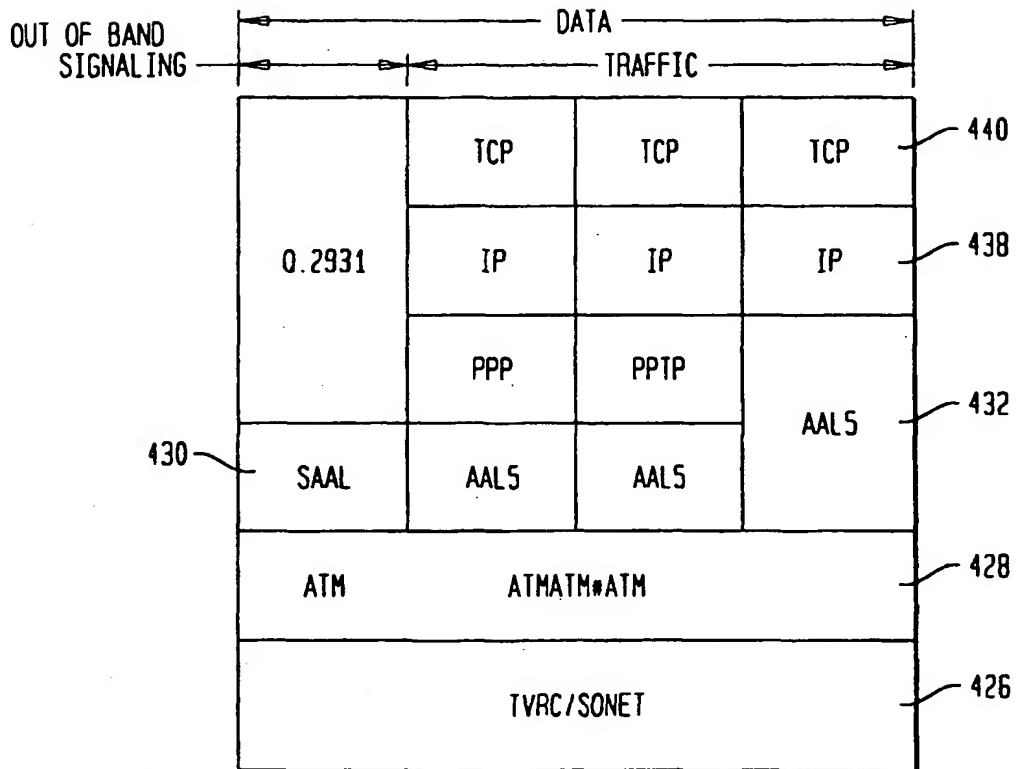 DATA
OUT OF BAND
SIGNALING
TRAFFIC
TCP TCP TCP 440
Q.2931 IP IP IP 438
PPP PPTP
AAL5 432
430 SAAL AAL5 AAL5
ATM ATMATM*ATM 428
TVRC/SONET 426